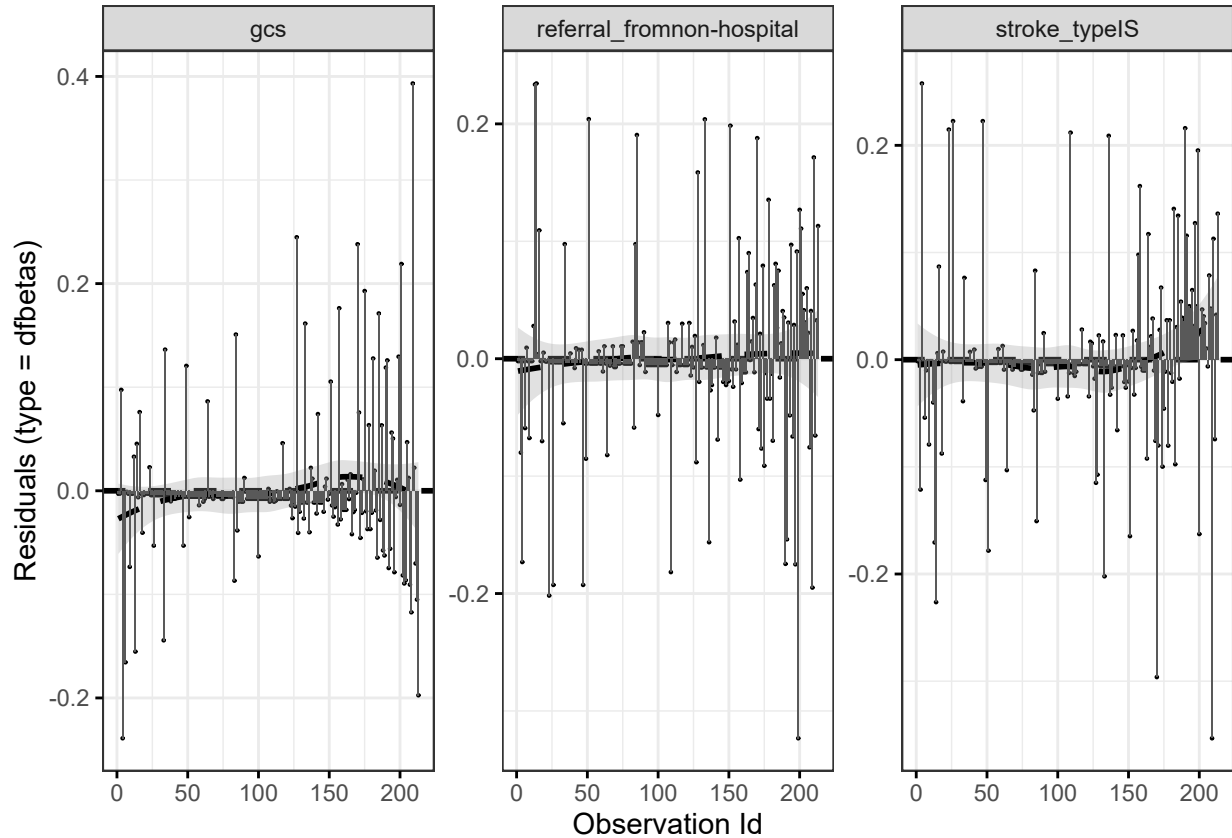 gcs
referral_fromnon-hospital
stroke_typeIS
Residuals (type = dfbetas)
0.4
0.2
0.0
-0.2
0.2
0.0
-0.2
0.2
0.0
-0.2
0 50 100 150 200
0 50 100 150 200
0 50 100 150 200
Observation Id